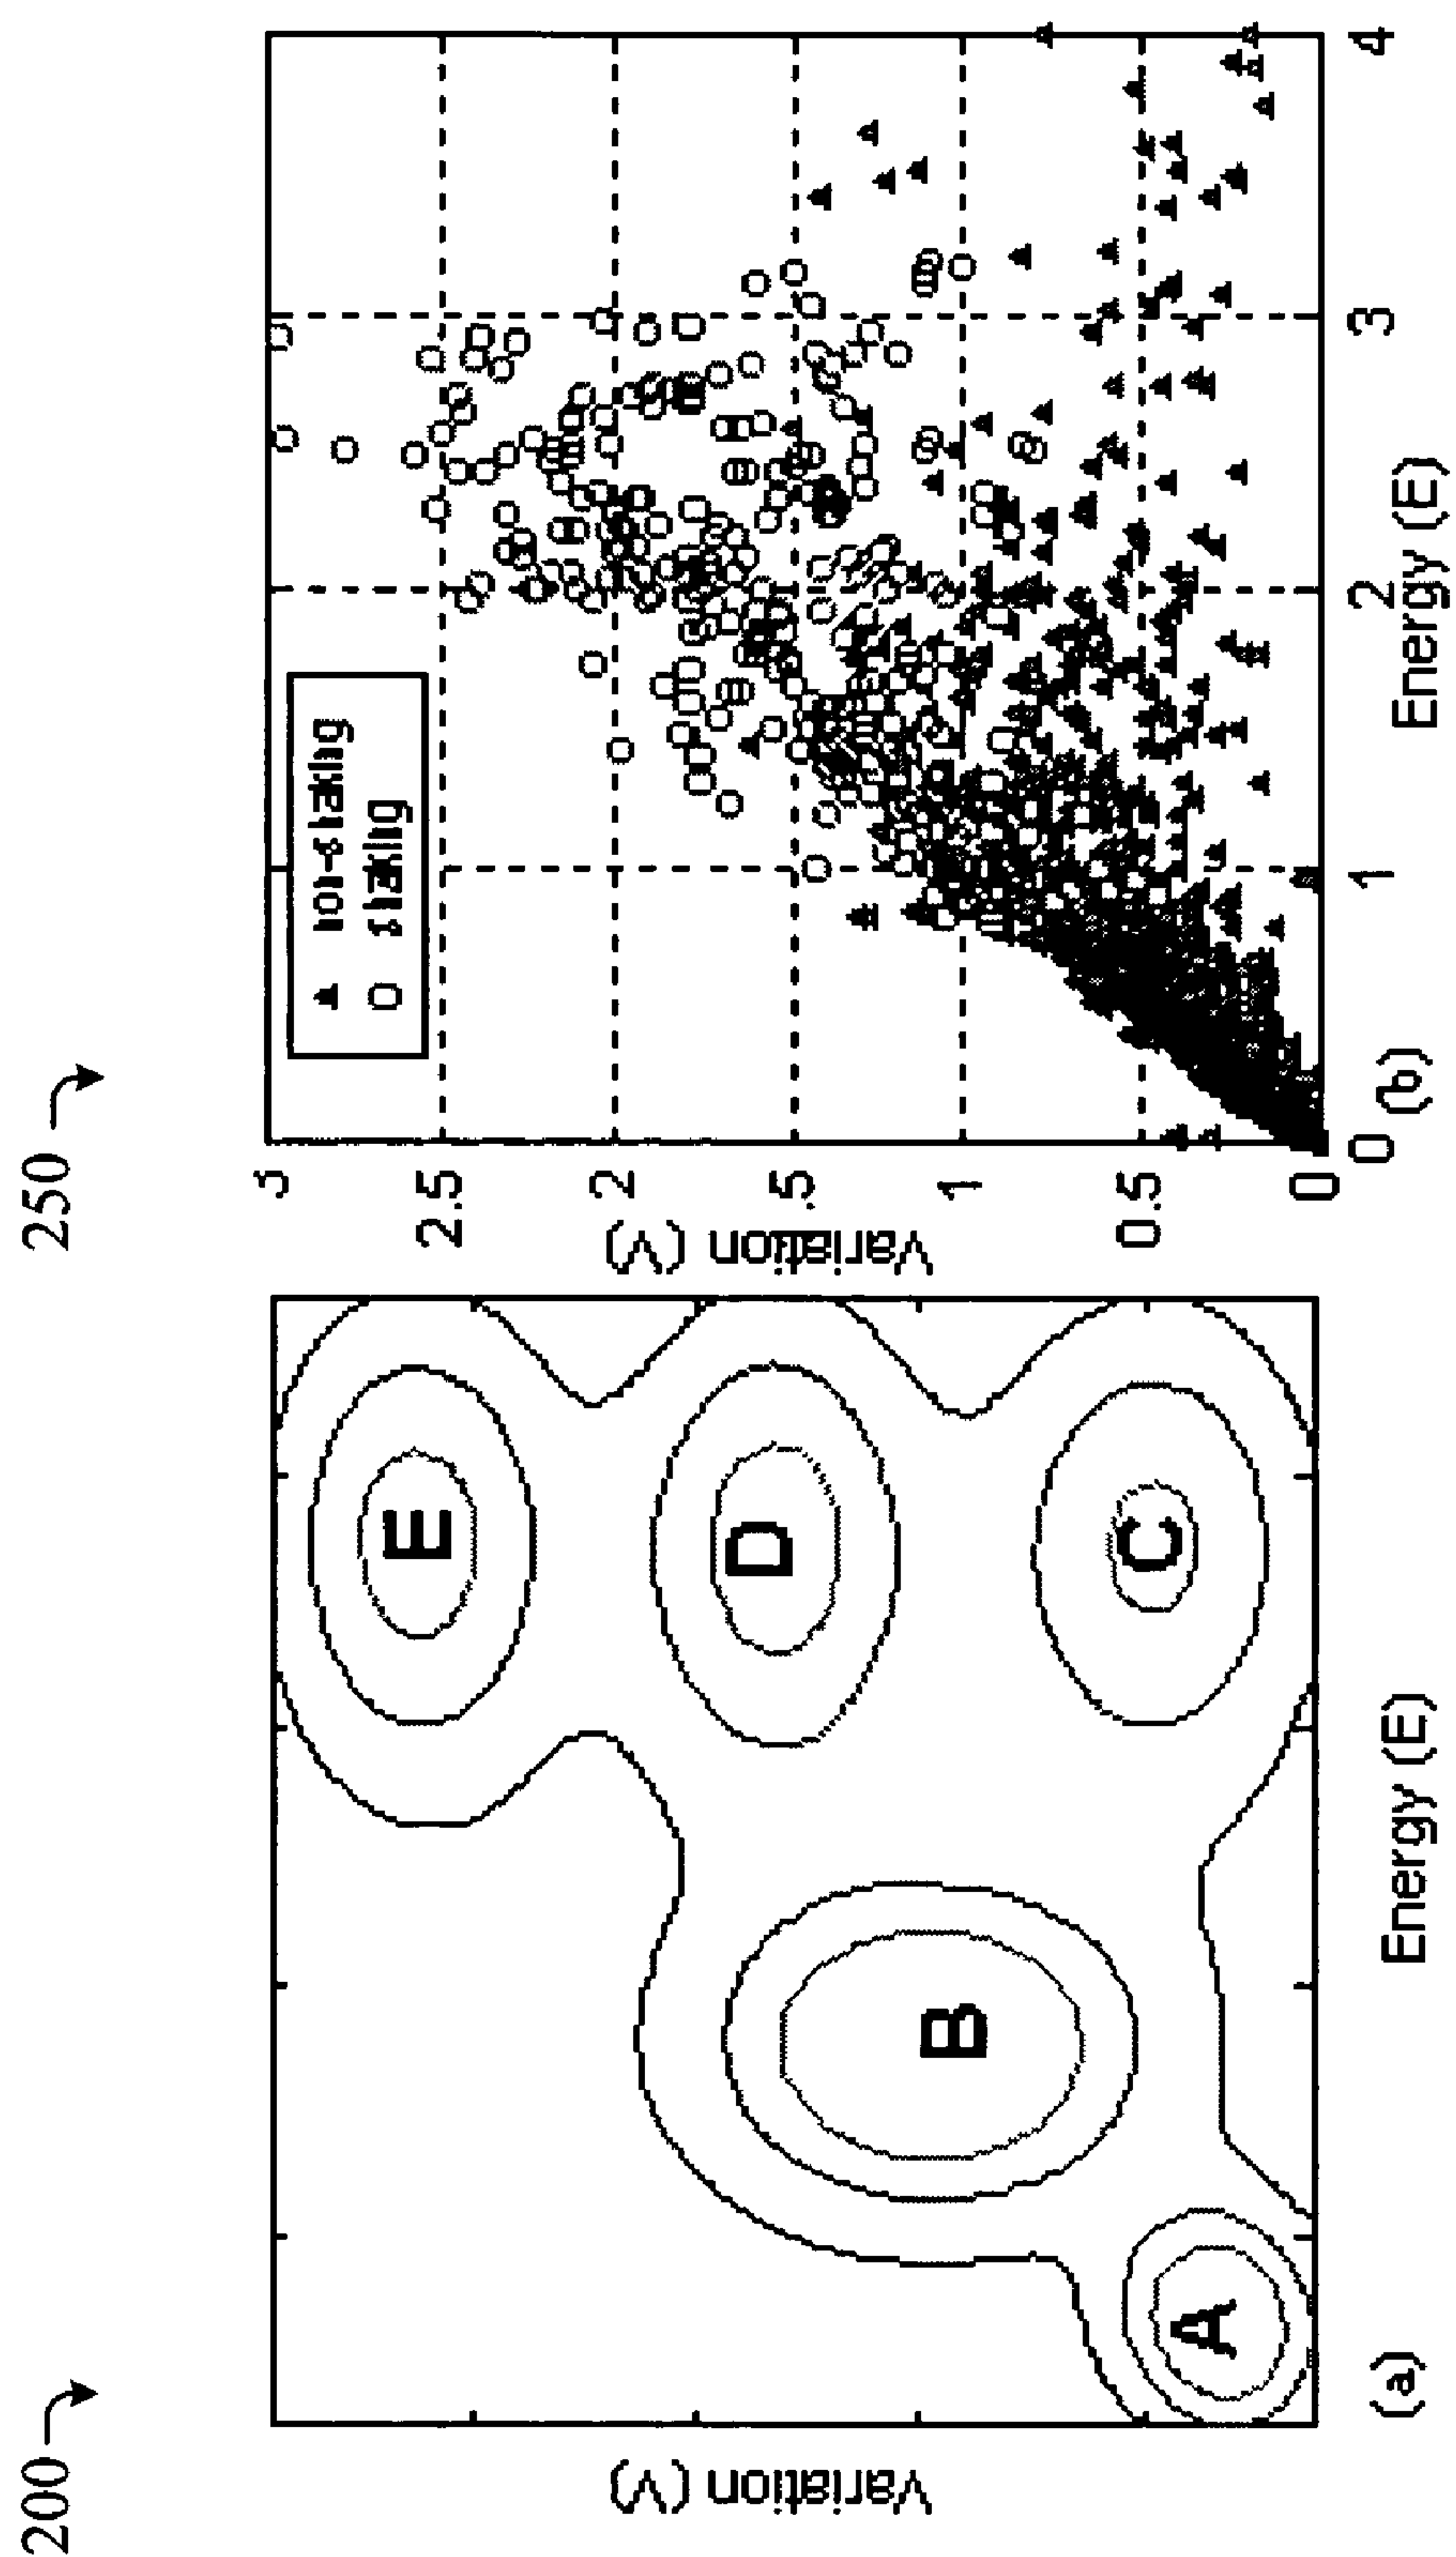 200
Variation (V)
E
D
C
B
A
Energy (E)
(a)
250
non-shaking
shaking
3
2.5
2
.5
1
0.5
0
Variation (V)
0 1 2 3 4
Energy (E)
(b)